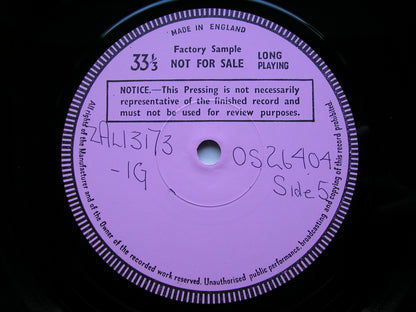 MADE IN ENGLAND
Factory Sample
33⅓ NOT FOR SALE LONG PLAYING
NOTICE.—This Pressing is not necessarily
representative of the finished record and
must not be used for review purposes.
ZAL13173
-1G
OS26404
Side 5
All rights of the Manufacturer and of the Owner of the recorded work reserved. Unauthorised public performance, broadcasting and copying of this record prohibited.